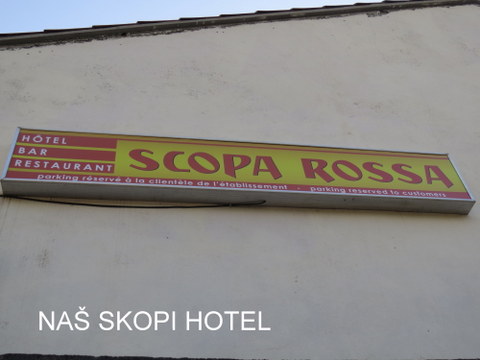 HÔTEL
BAR
RESTAURANT
SCOPA ROSSA
parking réservé à la clientèle de l'établissement - parking reserved to customers
NAŠ SKOPI HOTEL